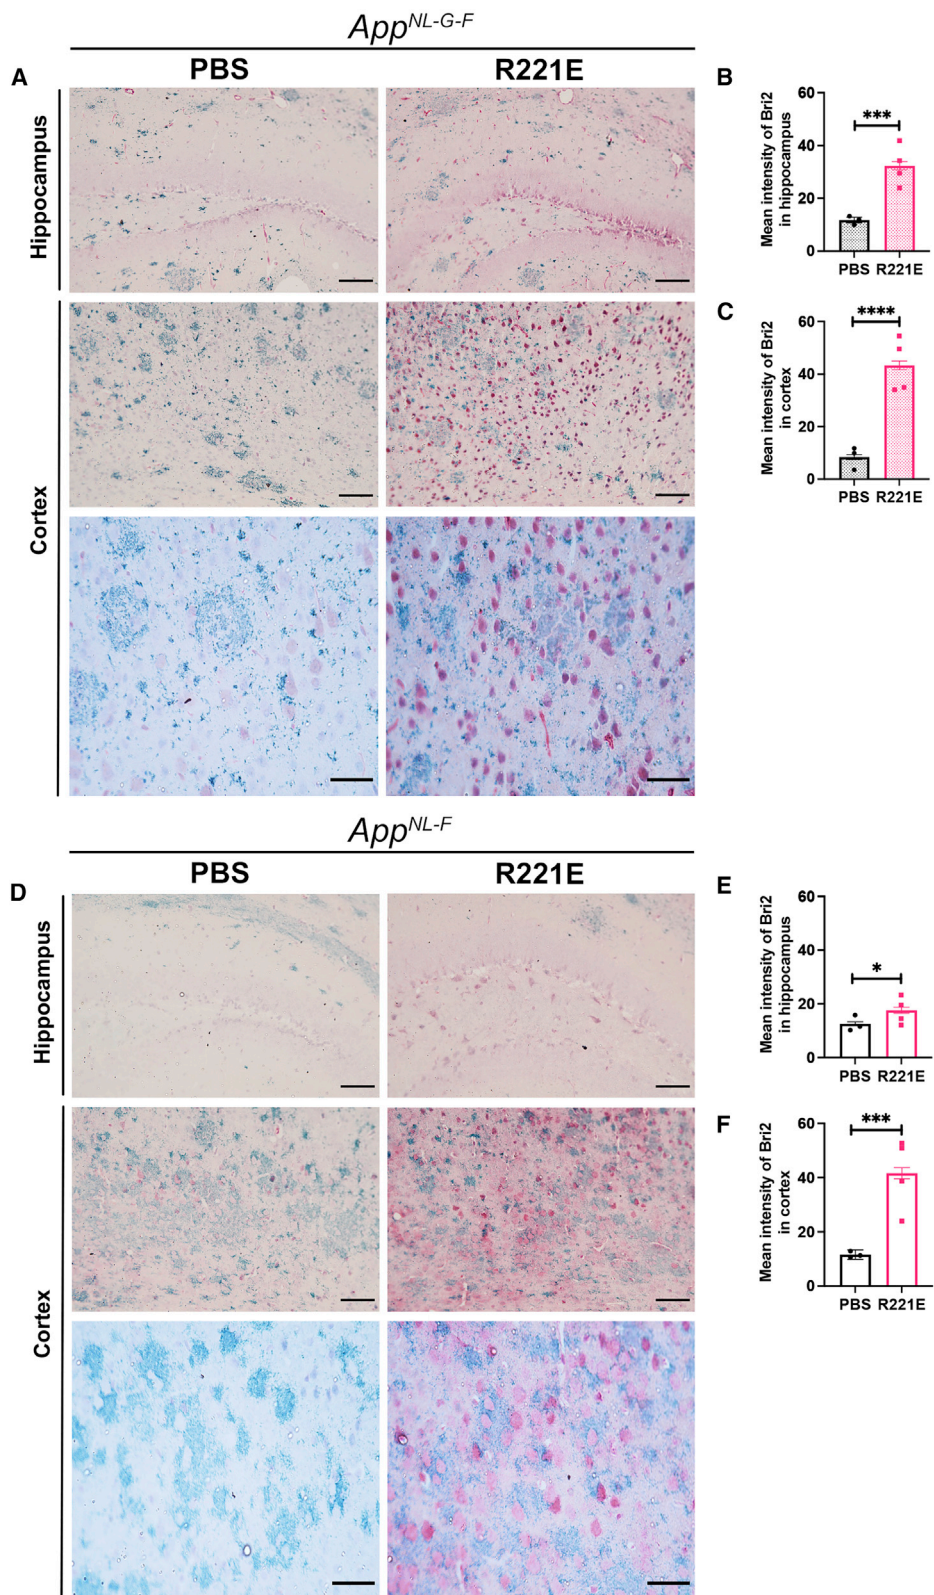 App^NL-G-F
PBS
R221E
A
Hippocampus
Cortex
B
Mean intensity of Bri2
in hippocampus
60
40
20
0
***
PBS R221E
C
Mean intensity of Bri2
in cortex
60
40
20
0
****
PBS R221E
App^NL-F
PBS
R221E
D
Hippocampus
Cortex
E
Mean intensity of Bri2
in hippocampus
60
40
20
0
*
PBS R221E
F
Mean intensity of Bri2
in cortex
60
40
20
0
***
PBS R221E